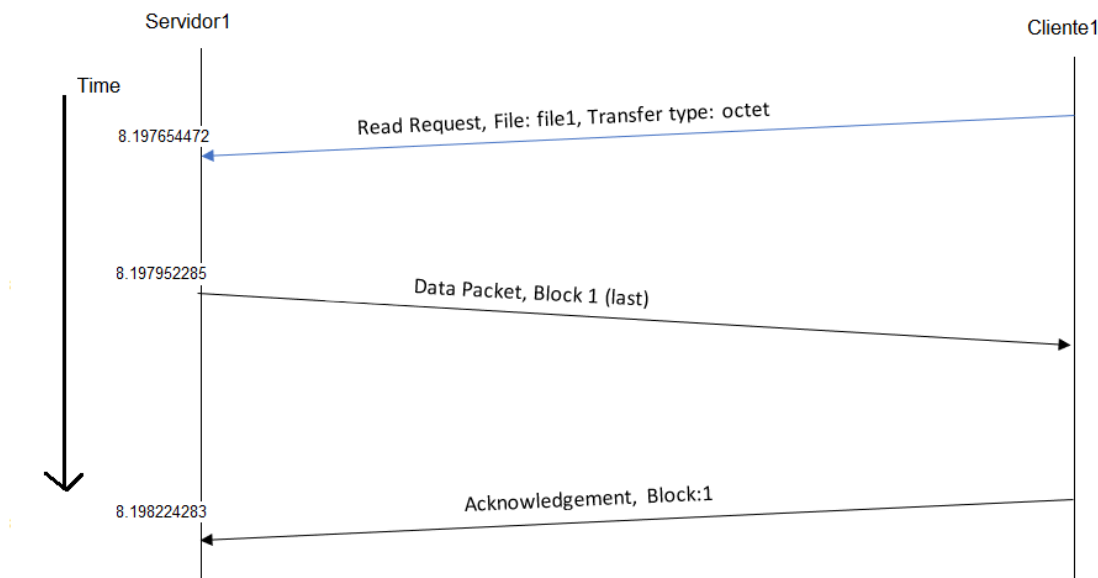 Servidor1
Cliente1
Time
Read Request, File: file1, Transfer type: octet
8.197654472
8.197952285
Data Packet, Block 1 (last)
Acknowledgement, Block:1
8.198224283